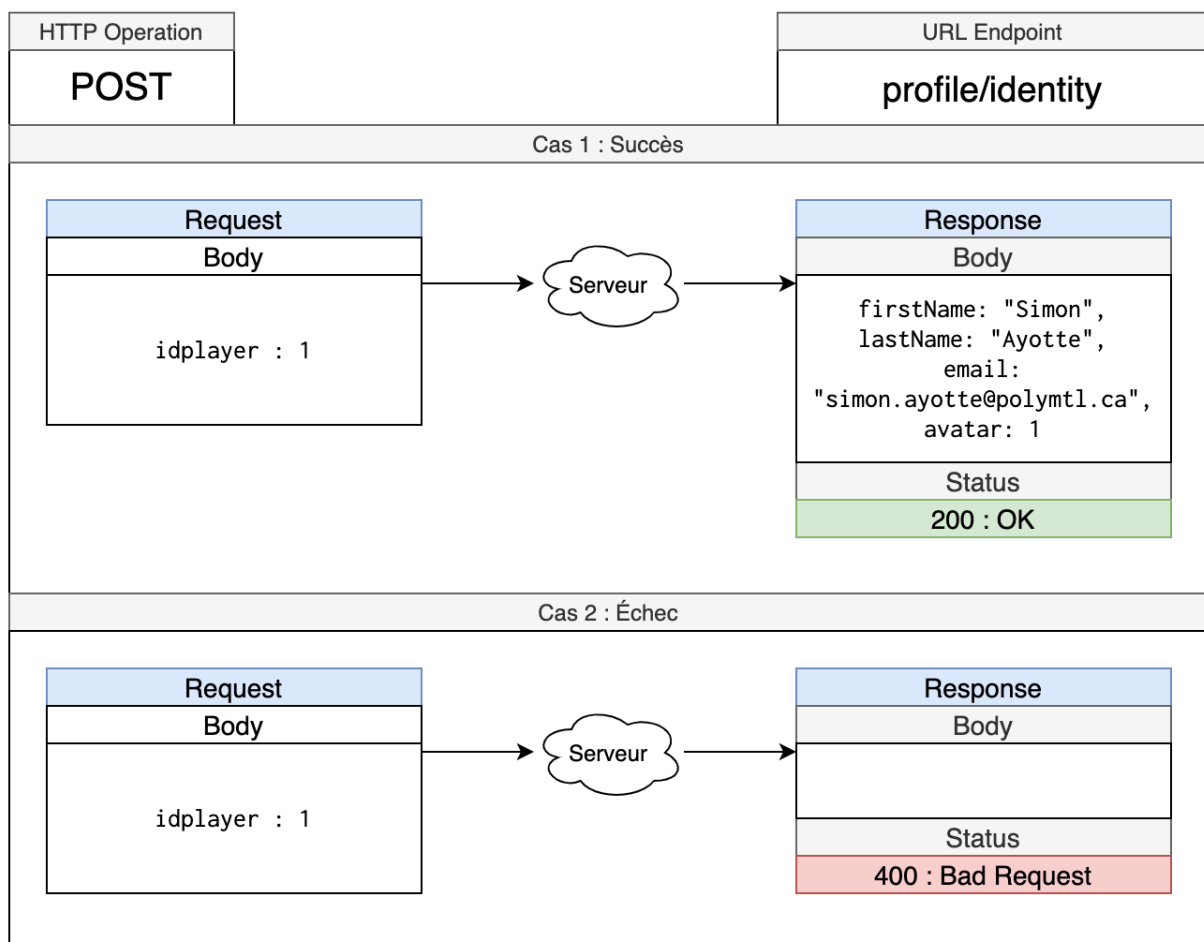 HTTP Operation
URL Endpoint
POST
profile/identity
Cas 1 : Succès
Request
Body
idplayer : 1
Serveur
Response
Body
firstName: "Simon",
lastName: "Ayotte",
email:
"simon.ayotte@polymtl.ca",
avatar: 1
Status
200 : OK
Cas 2 : Échec
Request
Body
idplayer : 1
Serveur
Response
Body
Status
400 : Bad Request